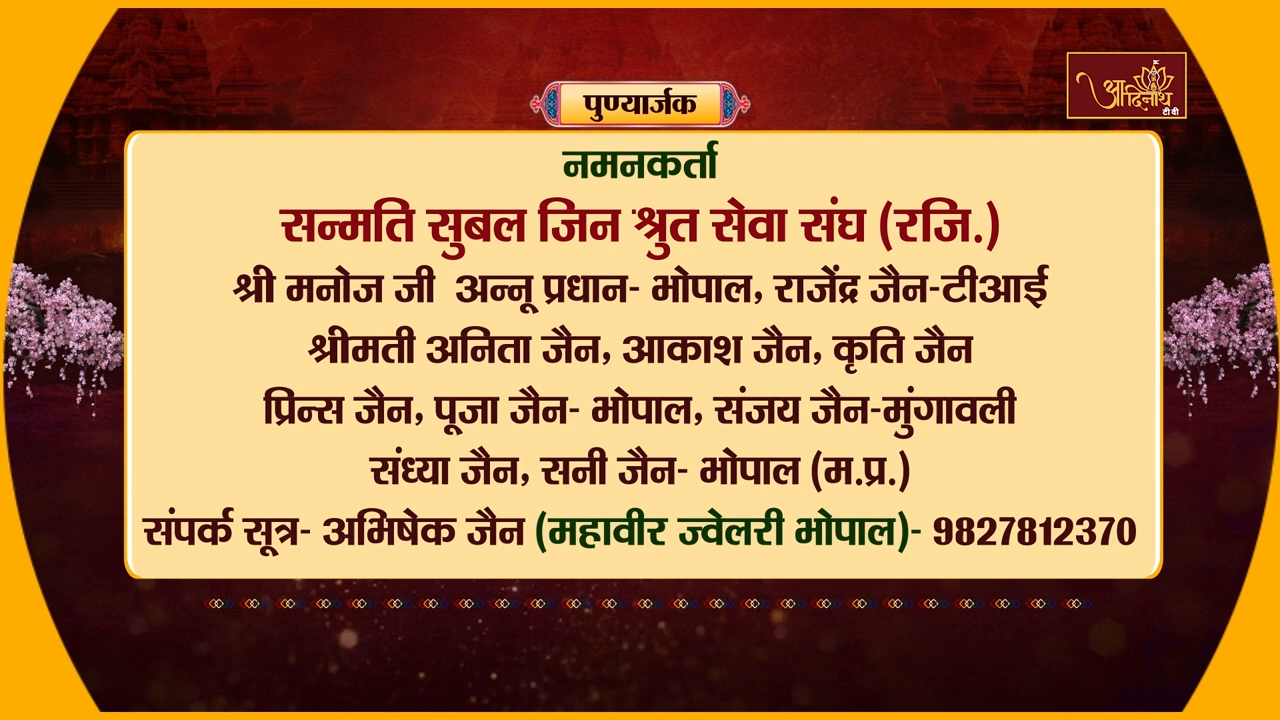 पुण्यार्जक
आदिनाथ
टीवी
नमनकर्ता
सन्मति सुबल जिन श्रुत सेवा संघ (रजि.)
श्री मनोज जी अन्नू प्रधान- भोपाल, राजेंद्र जैन-टीआई
श्रीमती अनिता जैन, आकाश जैन, कृति जैन
प्रिन्स जैन, पूजा जैन- भोपाल, संजय जैन-मुंगावली
संध्या जैन, सनी जैन- भोपाल (म.प्र.)
संपर्क सूत्र- अभिषेक जैन (महावीर ज्वेलरी भोपाल)- 9827812370